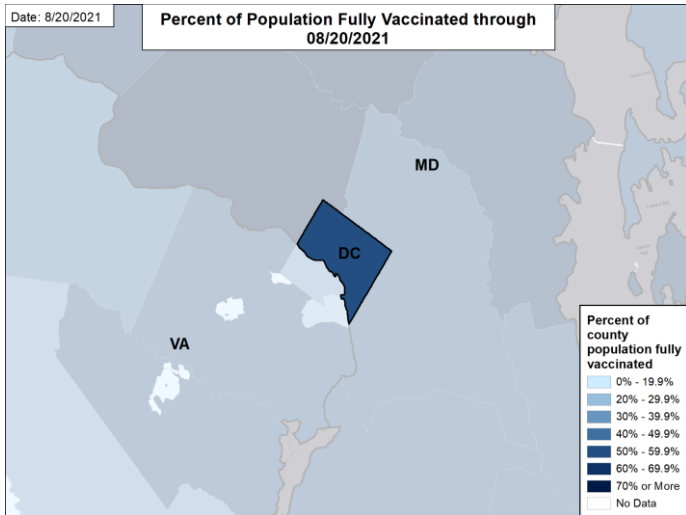 Date: 8/20/2021
Percent of Population Fully Vaccinated through
08/20/2021
MD
DC
VA
Percent of
county
population fully
vaccinated
0% - 19.9%
20% - 29.9%
30% - 39.9%
40% - 49.9%
50% - 59.9%
60% - 69.9%
70% or More
No Data